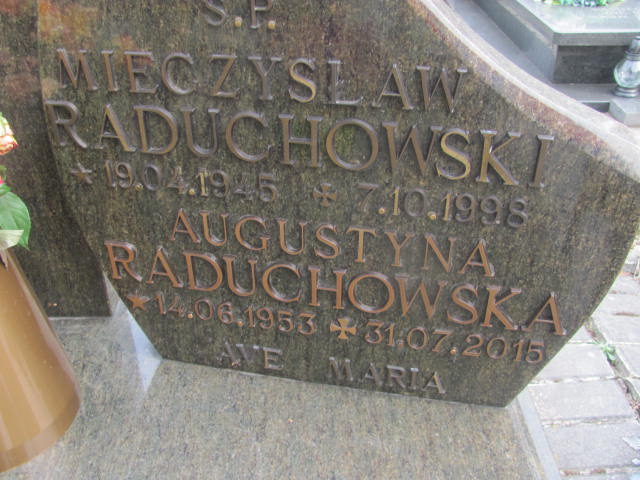 Ś.P.
MIECZYSŁAW
RADUCHOWSKI
* 19.04.1945 ✠ 7.10.1998
AUGUSTYNA
RADUCHOWSKA
* 14.06.1953 ✠ 31.07.2015
AVE MARIA